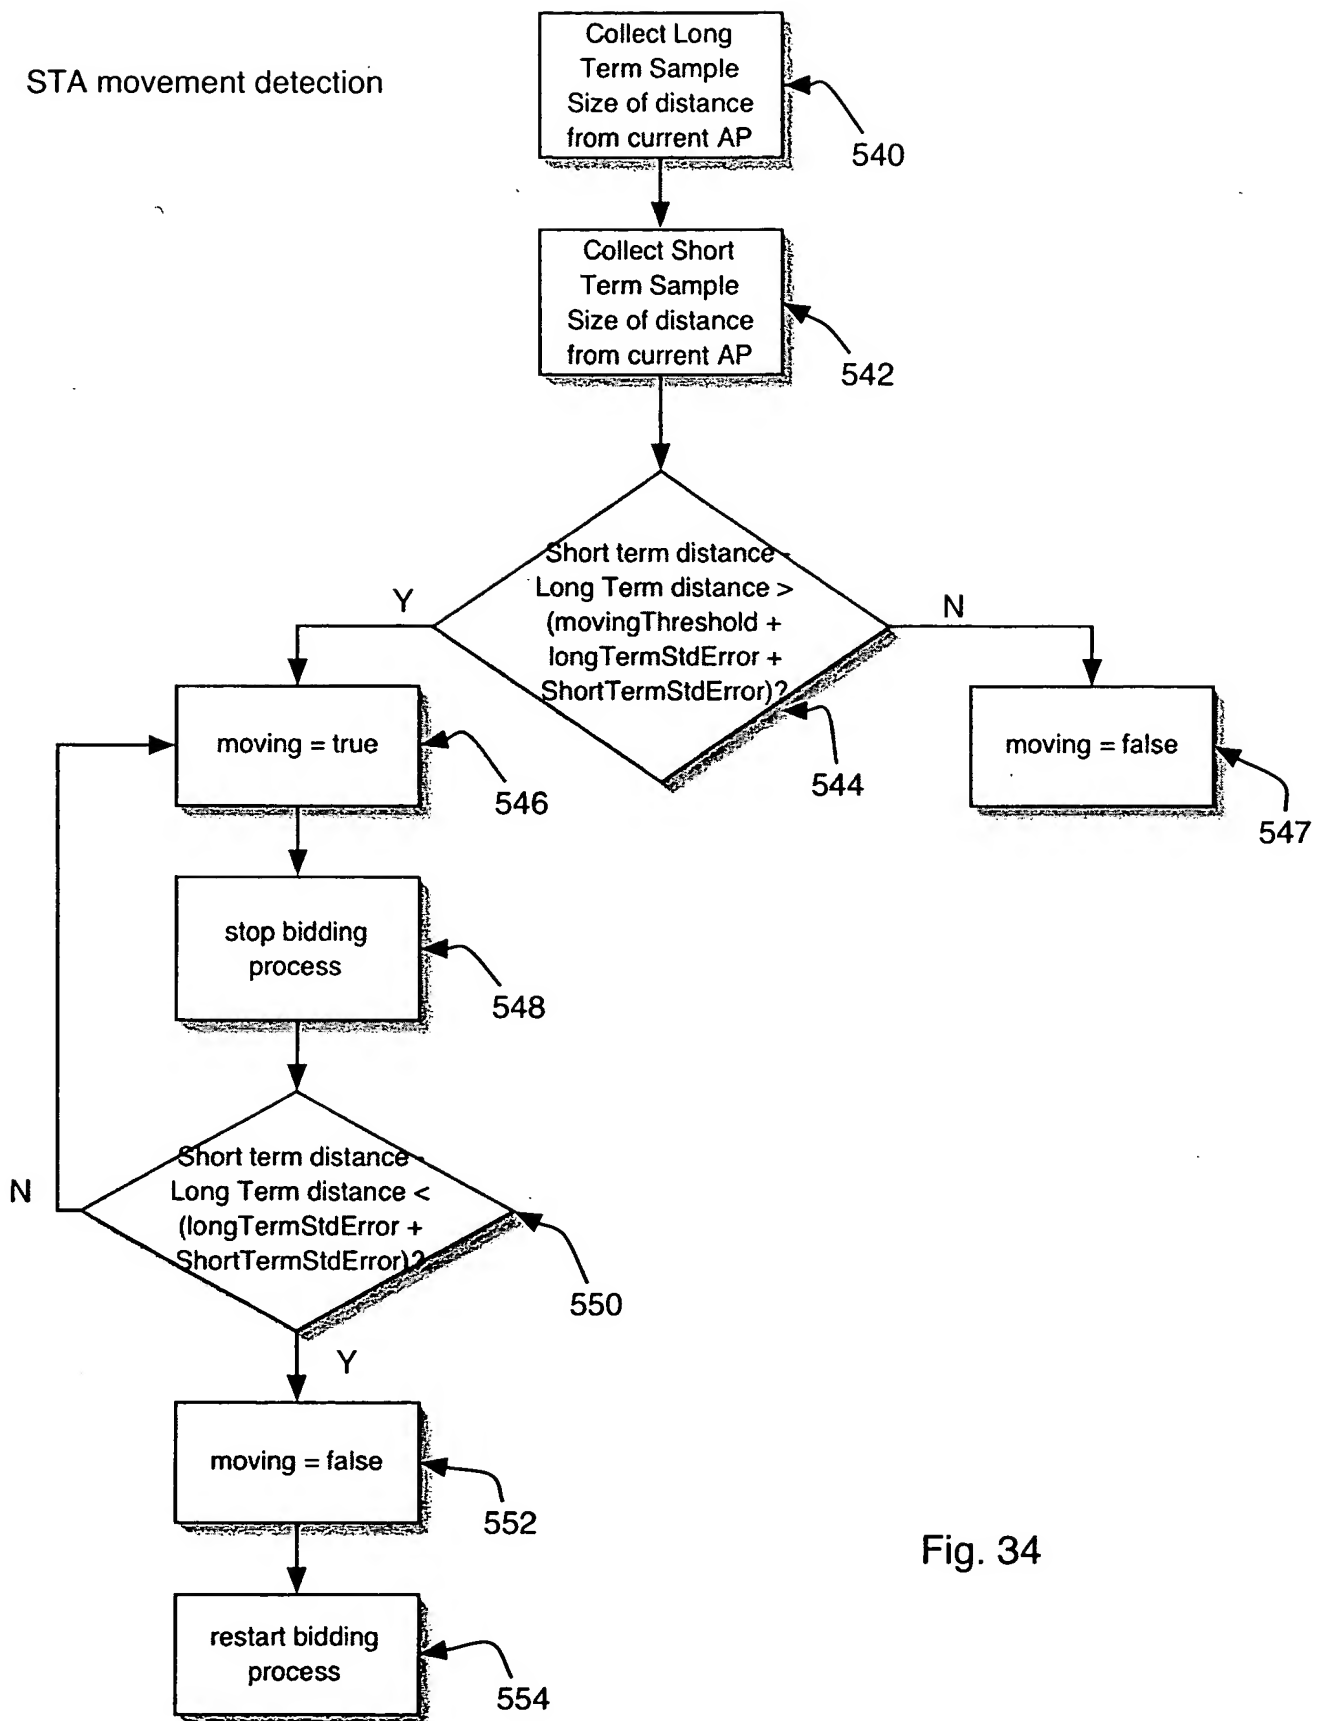 STA movement detection
Collect Long
Term Sample
Size of distance
from current AP
540
Collect Short
Term Sample
Size of distance
from current AP
542
Short term distance -
Long Term distance >
(movingThreshold +
longTermStdError +
ShortTermStdError)?
Y
N
544
moving = true
546
moving = false
547
stop bidding
process
548
Short term distance -
Long Term distance <
(longTermStdError +
ShortTermStdError)?
N
550
Y
moving = false
552
restart bidding
process
554
Fig. 34